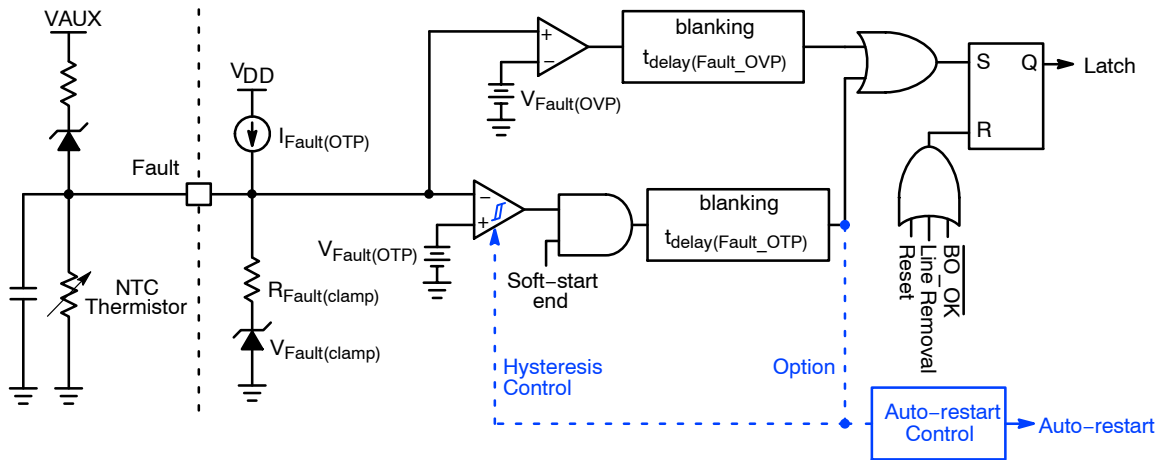 VAUX
blanking
tdelay(Fault_OVP)
S
Q
Latch
R
VDD
VFault(OVP)
IFault(OTP)
Fault
+
−
−
+
blanking
tdelay(Fault_OTP)
VFault(OTP)
Soft−start
end
Reset
Line Removal
BO_OK
NTC
Thermistor
RFault(clamp)
VFault(clamp)
Hysteresis
Control
Option
Auto−restart
Control
Auto−restart